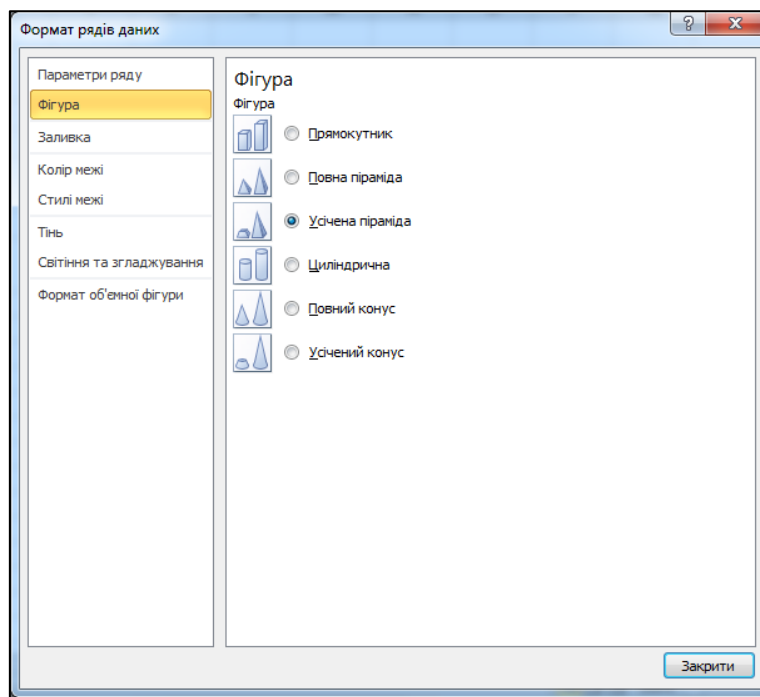 Формат рядів даних
Параметри ряду
Фігура
Заливка
Колір межі
Стилі межі
Тінь
Світіння та згладжування
Формат об'ємної фігури
Фігура
Фігура
Прямокутник
Повна піраміда
Усічена піраміда
Циліндрична
Повний конус
Усічений конус
Закрити